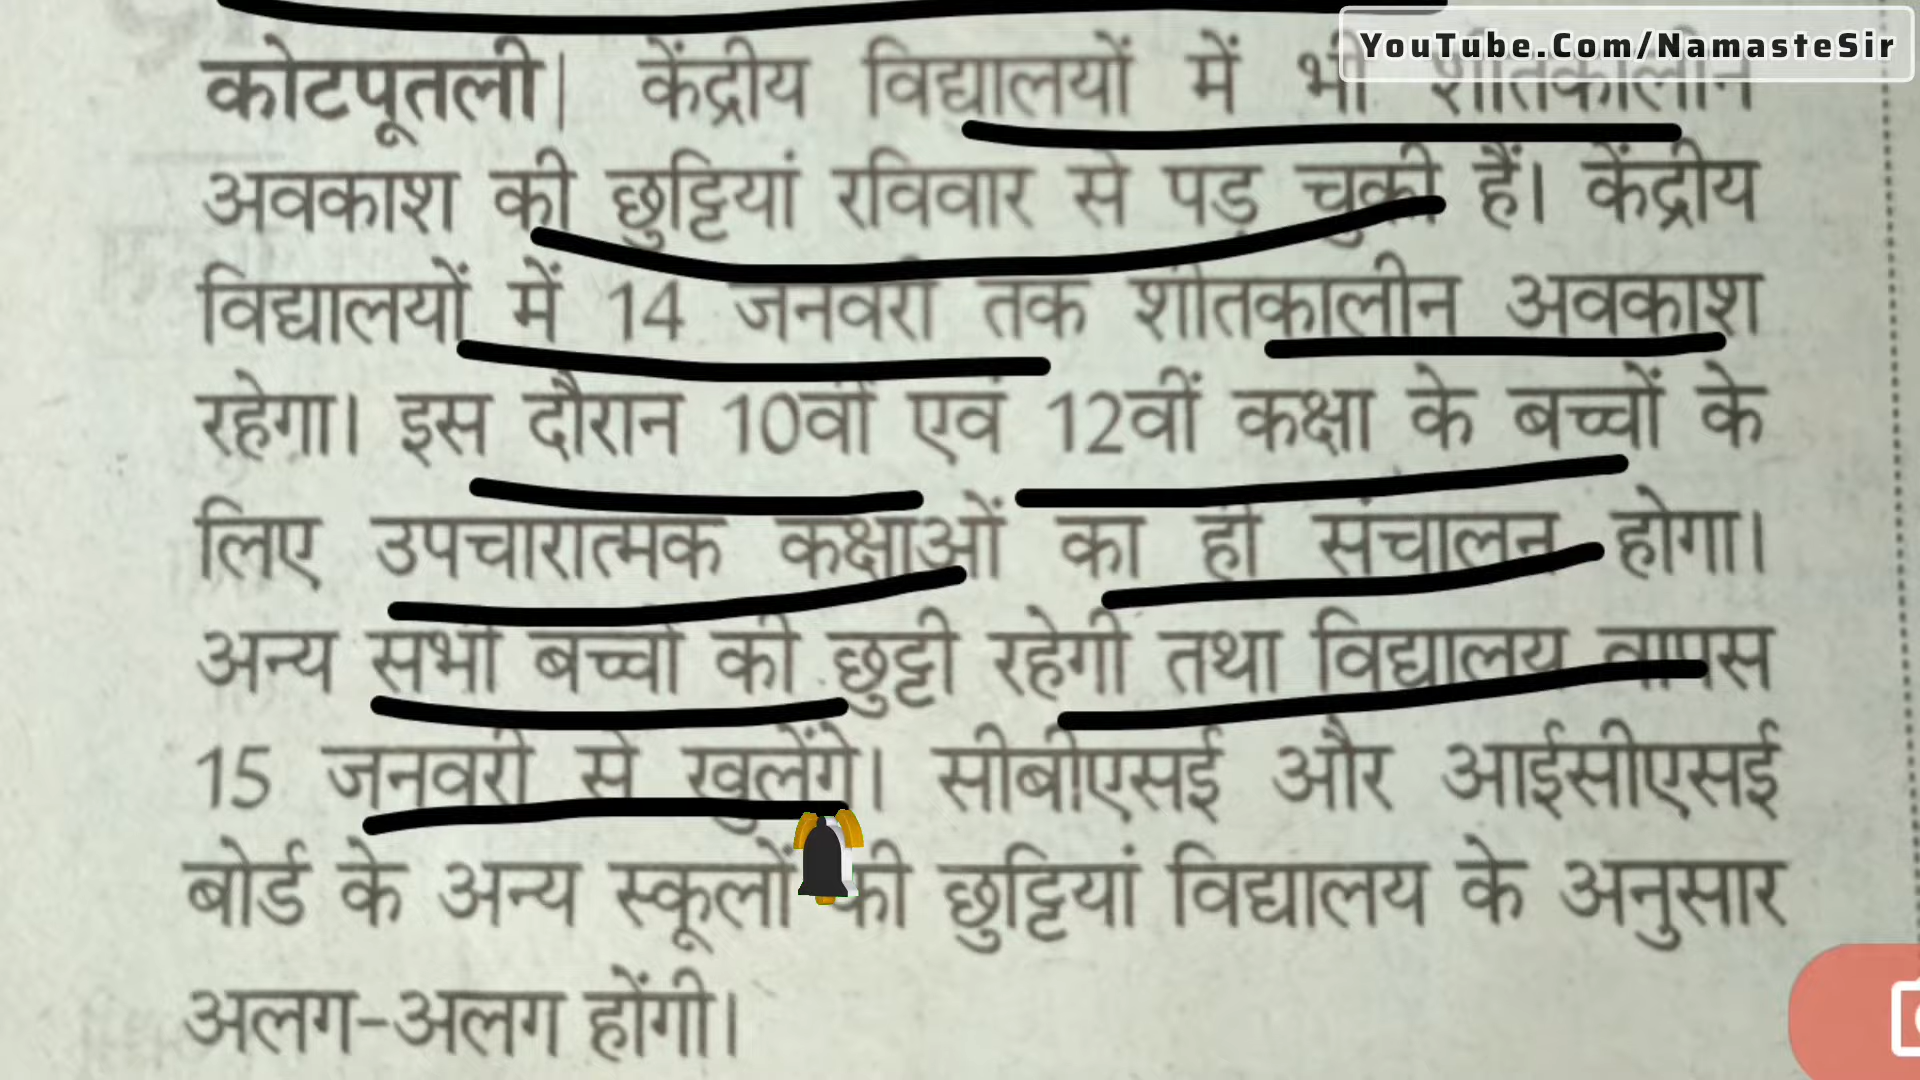 YouTube.Com/NamasteSir
कोटपूतली| केंद्रीय विद्यालयों में भी शीतकालीन
अवकाश की छुट्टियां रविवार से पड़ चुकी हैं। केंद्रीय
विद्यालयों में 14 जनवरी तक शीतकालीन अवकाश
रहेगा। इस दौरान 10वीं एवं 12वीं कक्षा के बच्चों के
लिए उपचारात्मक कक्षाओं का ही संचालन होगा।
अन्य सभी बच्चों की छुट्टी रहेगी तथा विद्यालय वापस
15 जनवरी से खुलेंगे। सीबीएसई और आईसीएसई
बोर्ड के अन्य स्कूलों की छुट्टियां विद्यालय के अनुसार
अलग-अलग होंगी।